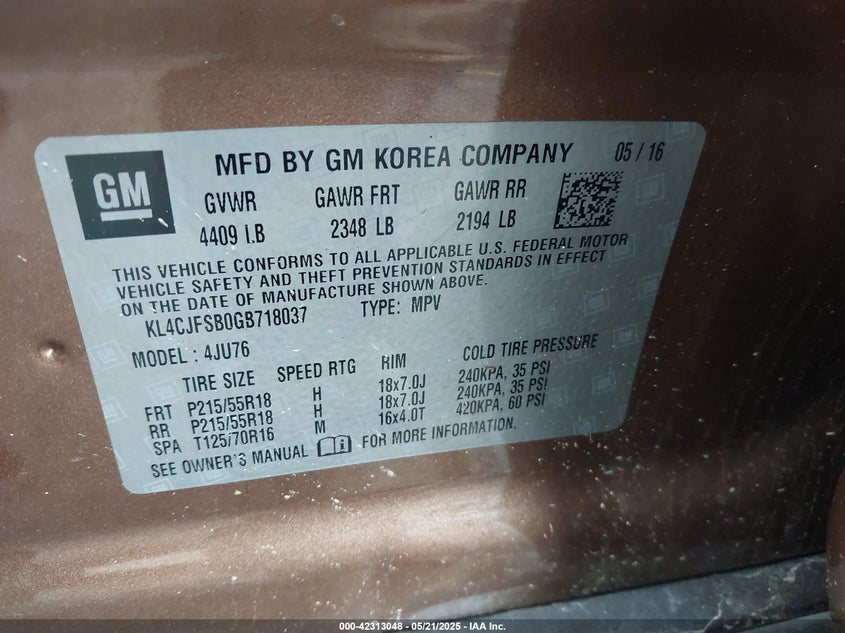 GM
MFD BY GM KOREA COMPANY 05 / 16
GVWR GAWR FRT GAWR RR
4409 LB 2348 LB 2194 LB
THIS VEHICLE CONFORMS TO ALL APPLICABLE U.S. FEDERAL MOTOR
VEHICLE SAFETY AND THEFT PREVENTION STANDARDS IN EFFECT
ON THE DATE OF MANUFACTURE SHOWN ABOVE.
KL4CJFSB0GB718037 TYPE: MPV
MODEL : 4JU76
TIRE SIZE SPEED RTG RIM COLD TIRE PRESSURE
FRT P215/55R18 H 18x7.0J 240KPA, 35 PSI
RR P215/55R18 H 18x7.0J 240KPA, 35 PSI
SPA T125/70R16 M 16x4.0T 420KPA, 60 PSI
SEE OWNER'S MANUAL FOR MORE INFORMATION.
000-42313048 - 05/21/2025 - IAA Inc.